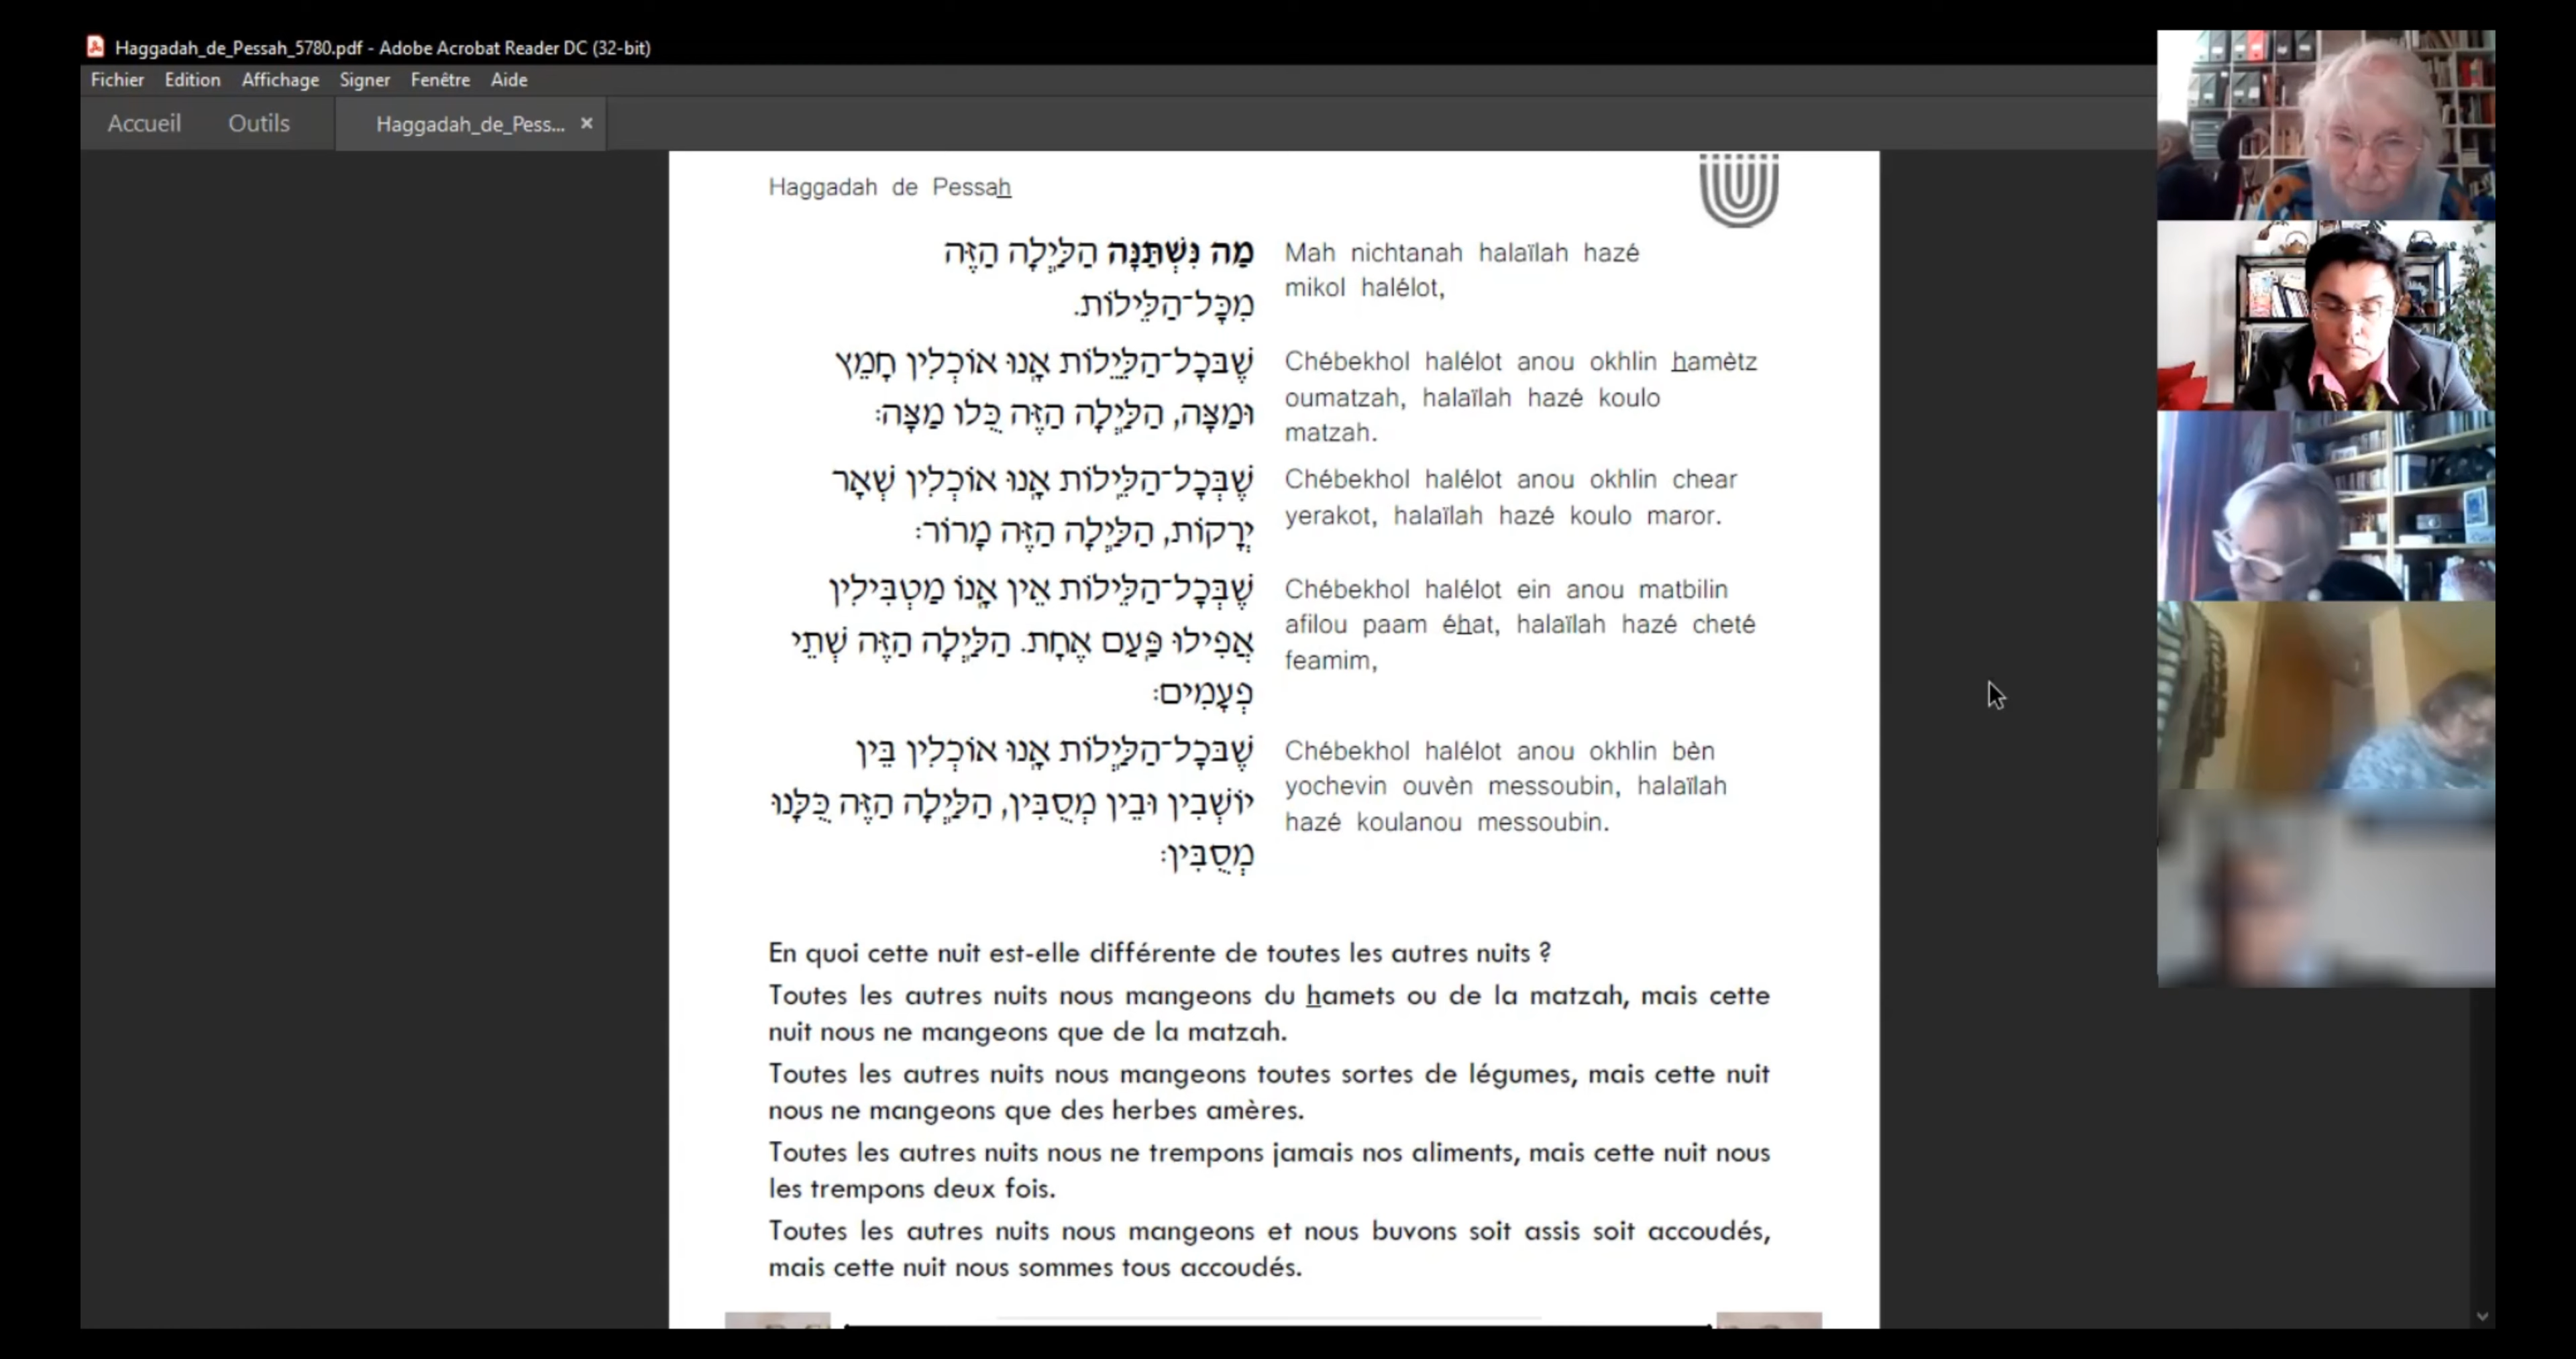 Haggadah_de_Pessah_5780.pdf - Adobe Acrobat Reader DC (32-bit)
Fichier Edition Affichage Signer Fenêtre Aide
Accueil Outils Haggadah_de_Pess... ×
Haggadah de Pessah
מַה נִּשְׁתַּנָּה הַלַּיְלָה הַזֶּה
מִכָּל־הַלֵּילוֹת.
שֶׁבּכָל־הַלֵּילוֹת אָנוּ אוֹכְלִין חָמֵץ
וּמַצָּה, הַלַּיְלָה הַזֶּה כֻּלּוֹ מַצָּה:
שֶׁבְּכָל־הַלֵּילוֹת אָנוּ אוֹכְלִין שְׁאָר
יְרָקוֹת, הַלַּיְלָה הַזֶּה מָרוֹר:
שֶׁבְּכָל־הַלֵּילוֹת אֵין אָנוֹ מַטְבִּילִין
אֲפִילוּ פַּעַם אֶחָת. הַלַּיְלָה הַזֶּה שְׁתֵּי
פְעָמִים:
שֶׁבּכָל־הַלַּיְלוֹת אָנוּ אוֹכְלִין בֵּין
יוֹשְׁבִין וּבֵין מְסֻבִּין, הַלַּיְלָה הַזֶּה כֻּלָּנוּ
מְסֻבִּין:
Mah nichtanah halaïlah hazé
mikol halélot,
Chébekhol halélot anou okhlin hamètz
oumatzah, halaïlah hazé koulo
matzah.
Chébekhol halélot anou okhlin chear
yerakot, halaïlah hazé koulo maror.
Chébekhol halélot ein anou matbilin
afilou paam éhat, halaïlah hazé cheté
feamim,
Chébekhol halélot anou okhlin bèn
yochevin ouvèn messoubin, halaïlah
hazé koulanou messoubin.
En quoi cette nuit est-elle différente de toutes les autres nuits ?
Toutes les autres nuits nous mangeons du hamets ou de la matzah, mais cette
nuit nous ne mangeons que de la matzah.
Toutes les autres nuits nous mangeons toutes sortes de légumes, mais cette nuit
nous ne mangeons que des herbes amères.
Toutes les autres nuits nous ne trempons jamais nos aliments, mais cette nuit nous
les trempons deux fois.
Toutes les autres nuits nous mangeons et nous buvons soit assis soit accoudés,
mais cette nuit nous sommes tous accoudés.